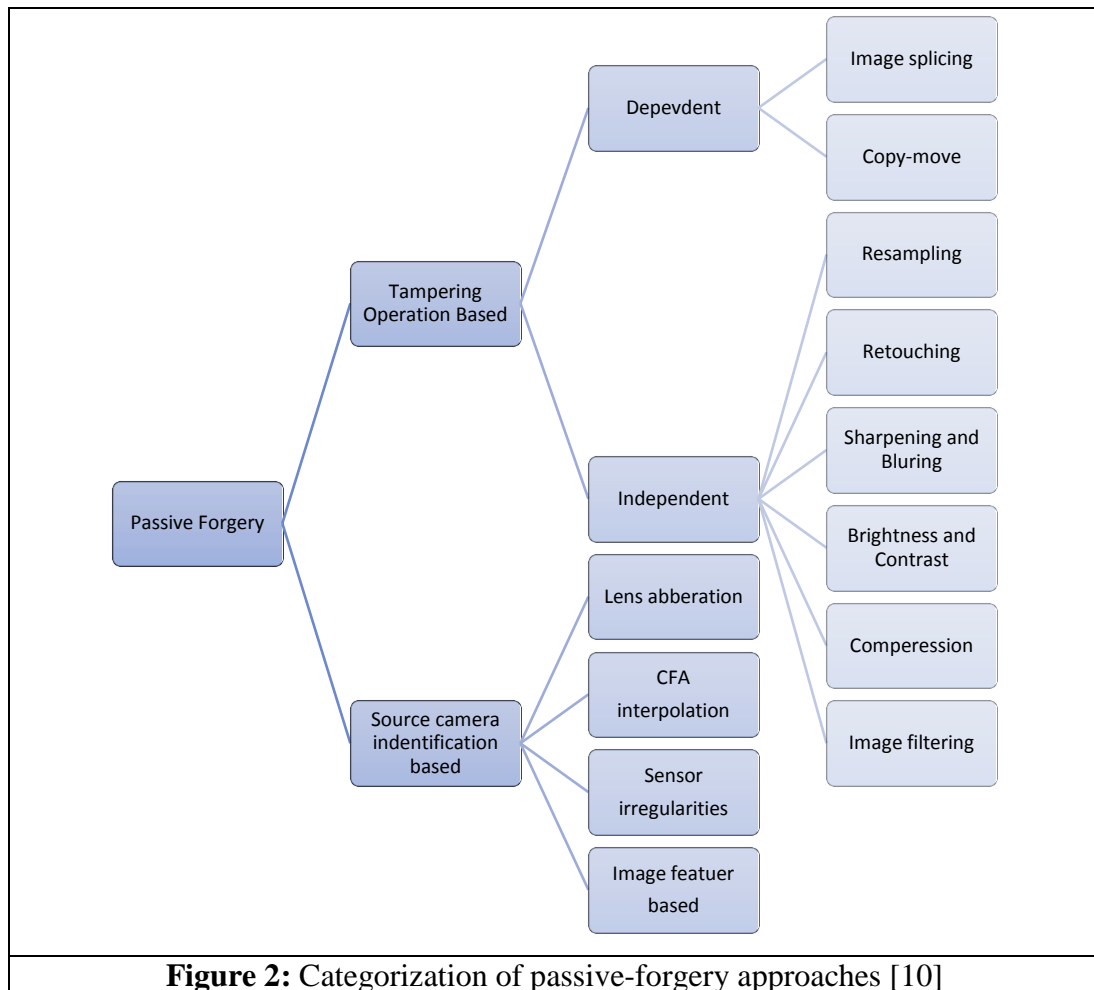 Passive Forgery
Tampering
Operation Based
Source camera
indentification
based
Depevdent
Independent
Lens abberation
CFA
interpolation
Sensor
irregularities
Image featuer
based
Image splicing
Copy-move
Resampling
Retouching
Sharpening and
Bluring
Brightness and
Contrast
Comperession
Image filtering
Figure 2: Categorization of passive-forgery approaches [10]